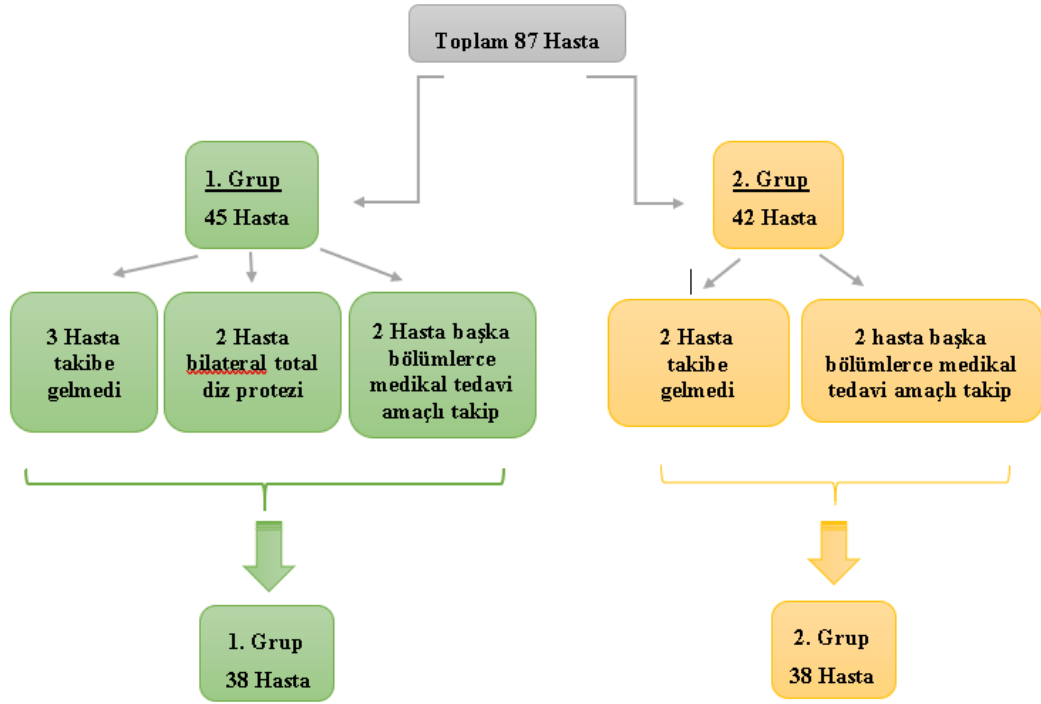 Toplam 87 Hasta
1. Grup
45 Hasta
2. Grup
42 Hasta
3 Hasta
takibe
gelmedi
2 Hasta
bilateral total
diz protezi
2 Hasta başka
bölümlerce
medikal tedavi
amaçlı takip
2 Hasta
takibe
gelmedi
2 hasta başka
bölümlerce medikal
tedavi amaçlı takip
1. Grup
38 Hasta
2. Grup
38 Hasta